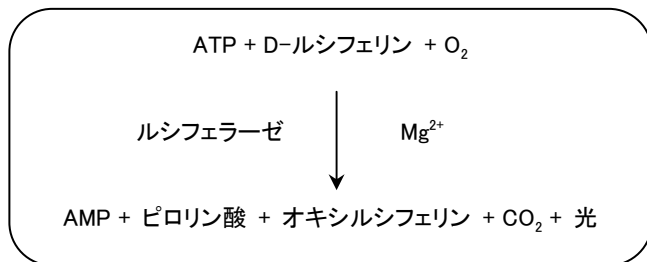 ATP + D-ルシフェリン + O₂
ルシフェラーゼ Mg²⁺
AMP + ピロリン酸 + オキシルシフェリン + CO₂ + 光